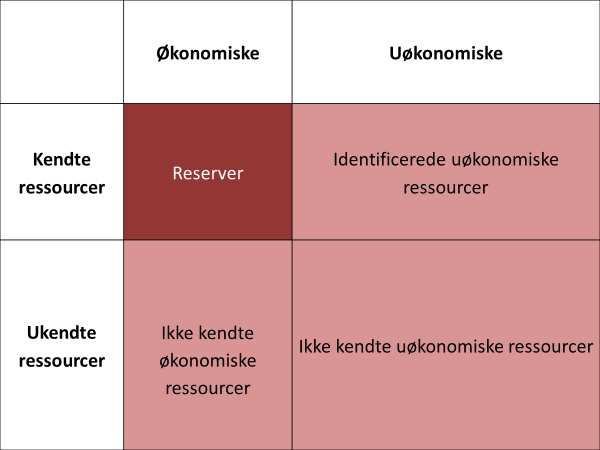 Økonomiske
Uøkonomiske
Kendte
ressourcer
Reserver
Identificerede uøkonomiske
ressourcer
Ukendte
ressourcer
Ikke kendte
økonomiske
ressourcer
Ikke kendte uøkonomiske ressourcer